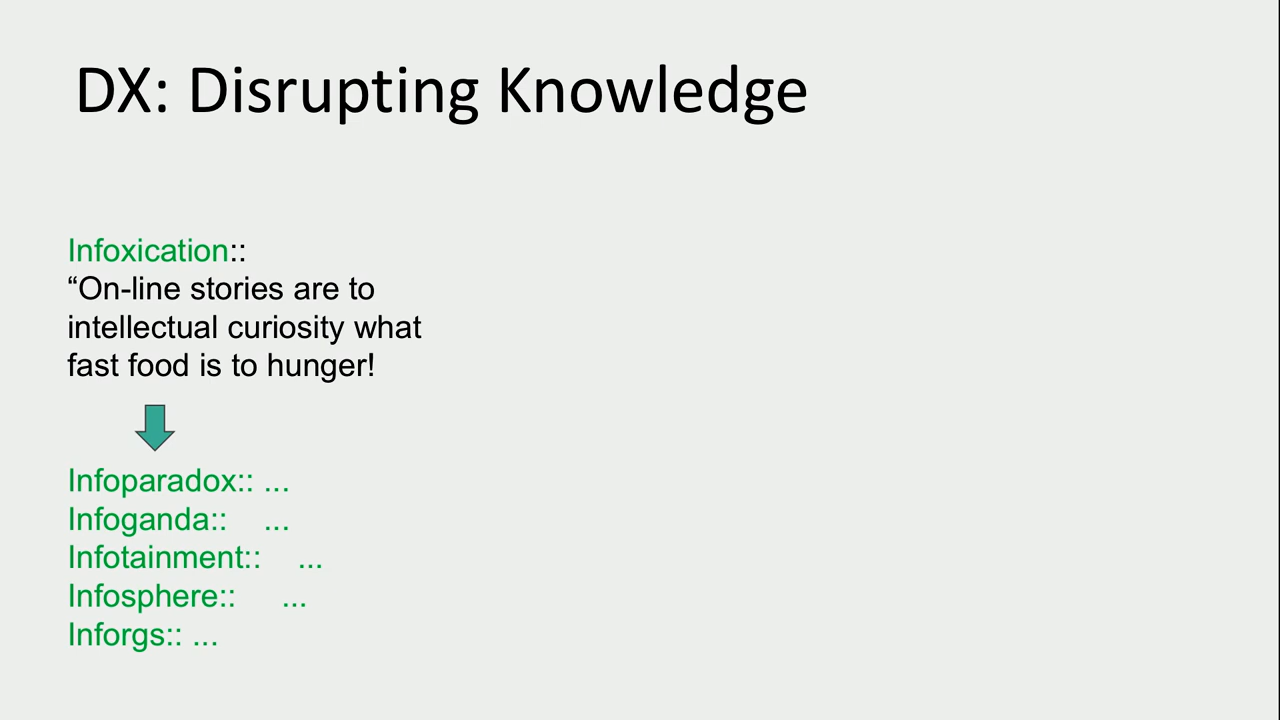 DX: Disrupting Knowledge
Infoxication::
“On-line stories are to
intellectual curiosity what
fast food is to hunger!
Infoparadox:: ...
Infoganda:: ...
Infotainment:: ...
Infosphere:: ...
Inforgs:: ...